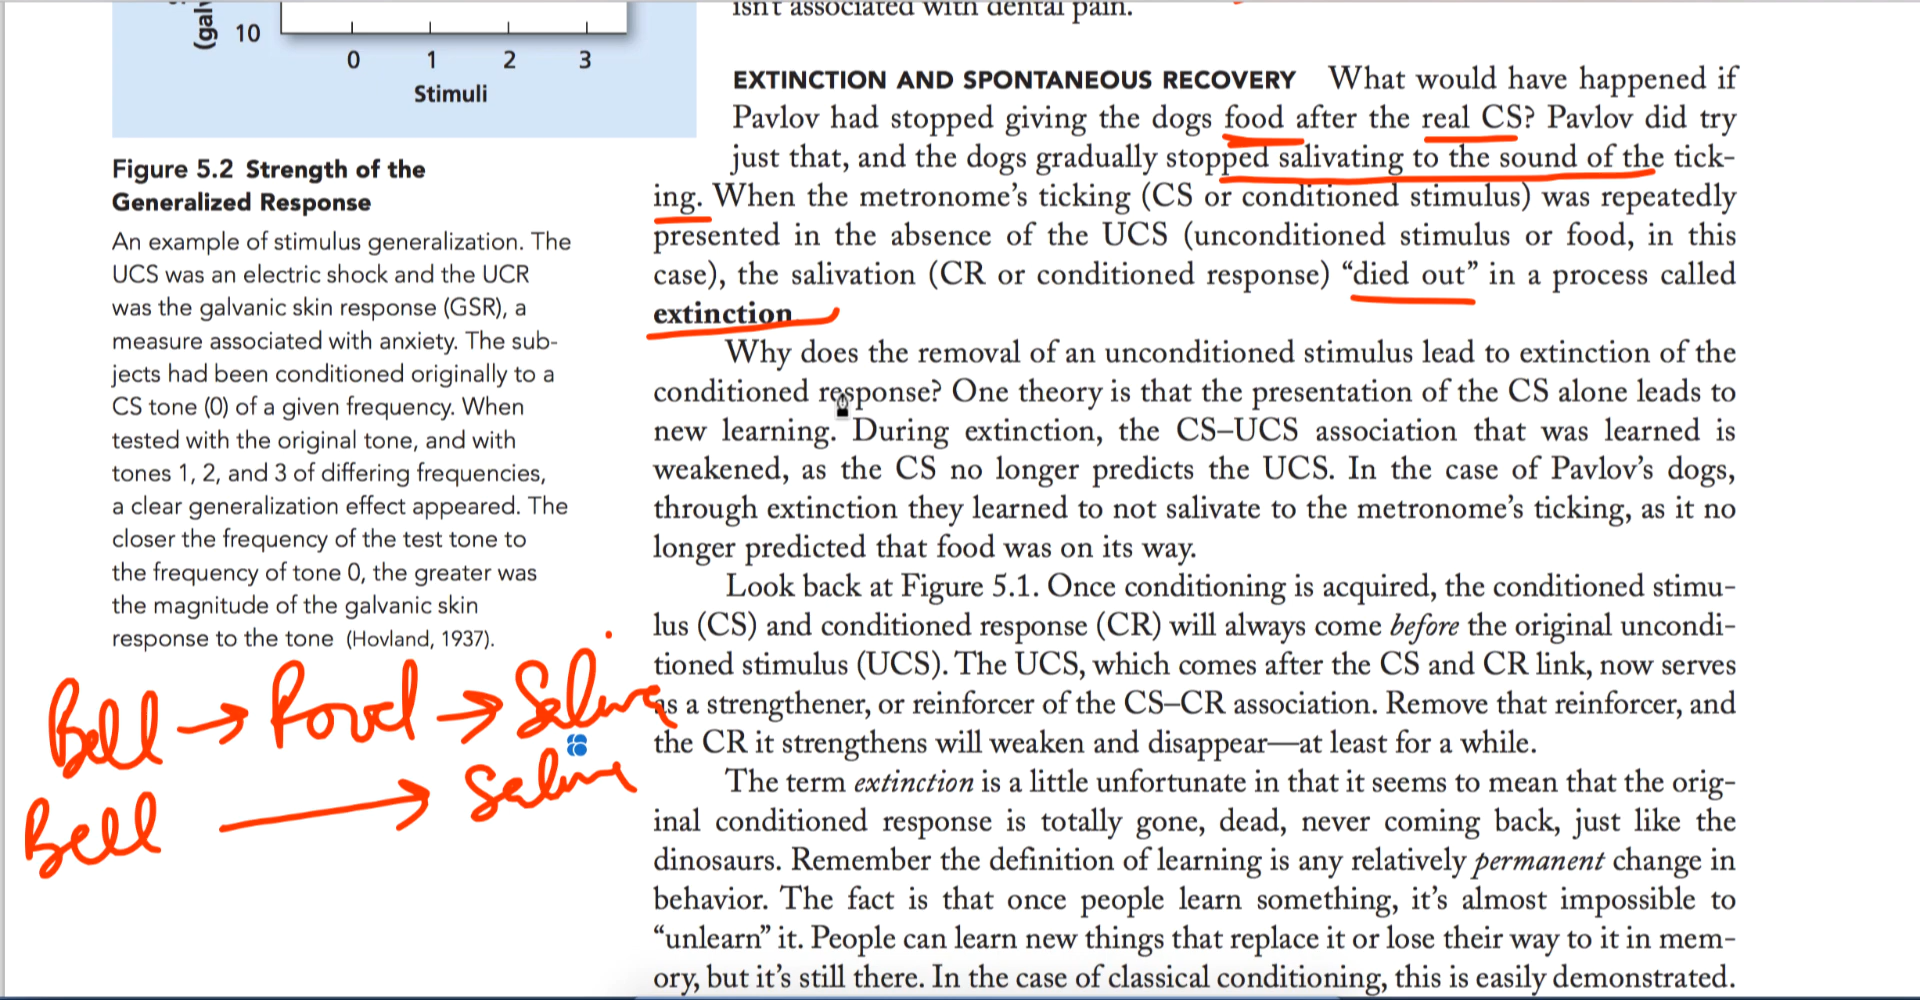 (galv
10
0 1 2 3
Stimuli
Figure 5.2 Strength of the
Generalized Response
An example of stimulus generalization. The
UCS was an electric shock and the UCR
was the galvanic skin response (GSR), a
measure associated with anxiety. The sub-
jects had been conditioned originally to a
CS tone (0) of a given frequency. When
tested with the original tone, and with
tones 1, 2, and 3 of differing frequencies,
a clear generalization effect appeared. The
closer the frequency of the test tone to
the frequency of tone 0, the greater was
the magnitude of the galvanic skin
response to the tone (Hovland, 1937).
Bell → Food → Saliva
Bell → Saliva
isn't associated with dental pain.
EXTINCTION AND SPONTANEOUS RECOVERY What would have happened if
Pavlov had stopped giving the dogs food after the real CS? Pavlov did try
just that, and the dogs gradually stopped salivating to the sound of the tick-
ing. When the metronome's ticking (CS or conditioned stimulus) was repeatedly
presented in the absence of the UCS (unconditioned stimulus or food, in this
case), the salivation (CR or conditioned response) “died out” in a process called
extinction
Why does the removal of an unconditioned stimulus lead to extinction of the
conditioned response? One theory is that the presentation of the CS alone leads to
new learning. During extinction, the CS–UCS association that was learned is
weakened, as the CS no longer predicts the UCS. In the case of Pavlov's dogs,
through extinction they learned to not salivate to the metronome's ticking, as it no
longer predicted that food was on its way.
Look back at Figure 5.1. Once conditioning is acquired, the conditioned stimu-
lus (CS) and conditioned response (CR) will always come before the original uncondi-
tioned stimulus (UCS). The UCS, which comes after the CS and CR link, now serves
as a strengthener, or reinforcer of the CS–CR association. Remove that reinforcer, and
the CR it strengthens will weaken and disappear—at least for a while.
The term extinction is a little unfortunate in that it seems to mean that the orig-
inal conditioned response is totally gone, dead, never coming back, just like the
dinosaurs. Remember the definition of learning is any relatively permanent change in
behavior. The fact is that once people learn something, it's almost impossible to
“unlearn” it. People can learn new things that replace it or lose their way to it in mem-
ory, but it's still there. In the case of classical conditioning, this is easily demonstrated.